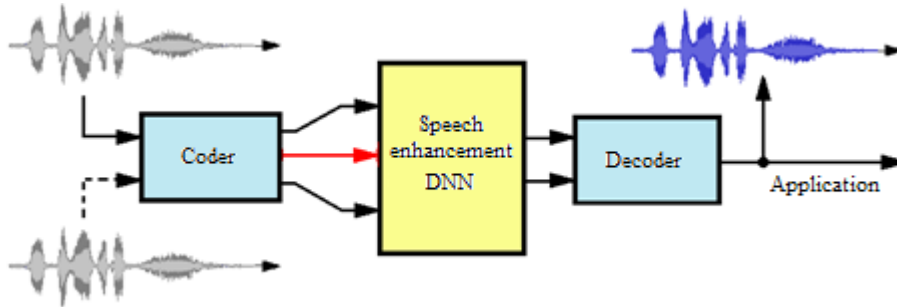 Coder
Speech
enhancement
DNN
Decoder
Application